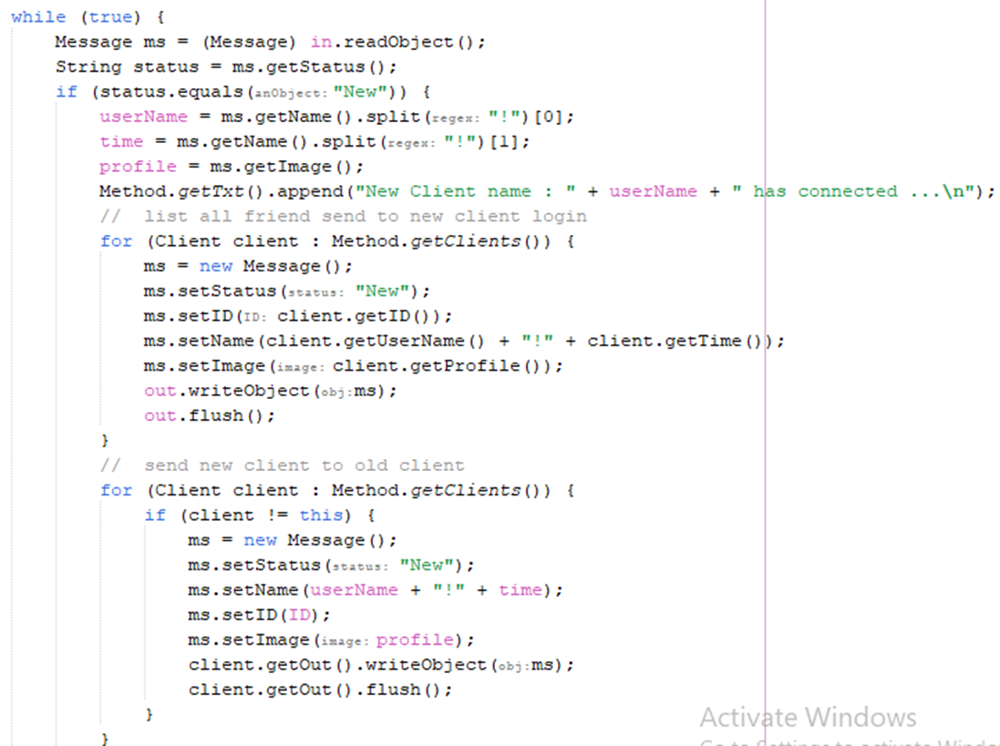 while (true) {
    Message ms = (Message) in.readObject();
    String status = ms.getStatus();
    if (status.equals(anObject: "New")) {
        userName = ms.getName().split(regex: "!")[0];
        time = ms.getName().split(regex: "!")[1];
        profile = ms.getImage();
        Method.getTxt().append("New Client name : " + userName + " has connected ...\n");
        //  list all friend send to new client login
        for (Client client : Method.getClients()) {
            ms = new Message();
            ms.setStatus(status: "New");
            ms.setID(ID: client.getID());
            ms.setName(client.getUserName() + "!" + client.getTime());
            ms.setImage(image: client.getProfile());
            out.writeObject(obj:ms);
            out.flush();
        }
        //  send new client to old client
        for (Client client : Method.getClients()) {
            if (client != this) {
                ms = new Message();
                ms.setStatus(status: "New");
                ms.setName(userName + "!" + time);
                ms.setID(ID);
                ms.setImage(image: profile);
                client.getOut().writeObject(obj:ms);
                client.getOut().flush();
            }
        }
Activate Windows
Go to Settings to activate Windo